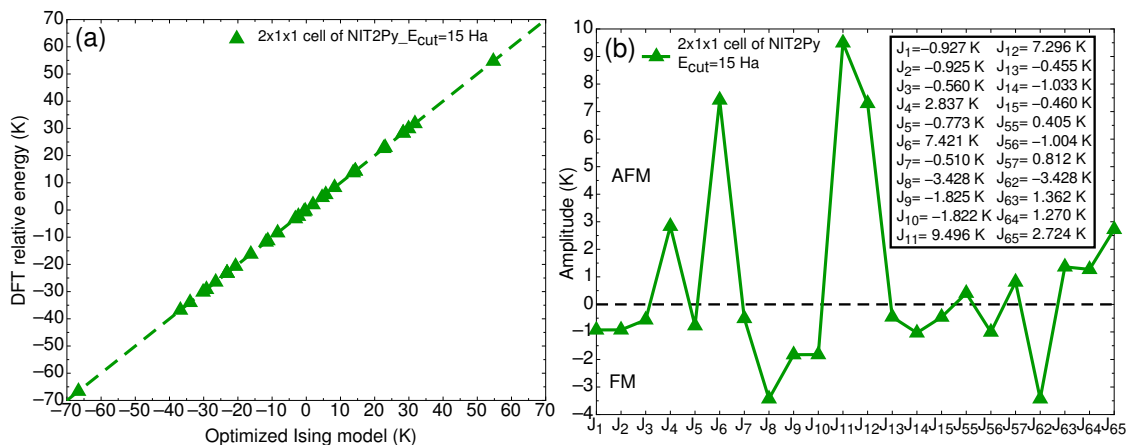 (a)
2x1x1 cell of NIT2Py_Ecut=15 Ha
DFT relative energy (K)
70
60
50
40
30
20
10
0
−10
−20
−30
−40
−50
−60
−70
−70 −60 −50 −40 −30 −20 −10 0 10 20 30 40 50 60 70
Optimized Ising model (K)
(b)
2x1x1 cell of NIT2Py
Ecut=15 Ha
Amplitude (K)
10
9
8
7
6
5
4
3
2
1
0
−1
−2
−3
−4
AFM
FM
J1=−0.927 K J12= 7.296 K
J2= −0.925 K J13= −0.455 K
J3= −0.560 K J14= −1.033 K
J4= 2.837 K J15= −0.460 K
J5= −0.773 K J55= 0.405 K
J6= 7.421 K J56= −1.004 K
J7= −0.510 K J57= 0.812 K
J8= −3.428 K J62= −3.428 K
J9= −1.825 K J63= 1.362 K
J10= −1.822 K J64= 1.270 K
J11= 9.496 K J65= 2.724 K
J1 J2 J3 J4 J5 J6 J7 J8 J9 J10 J11 J12 J13 J14 J15 J55 J56 J57 J62 J63 J64 J65